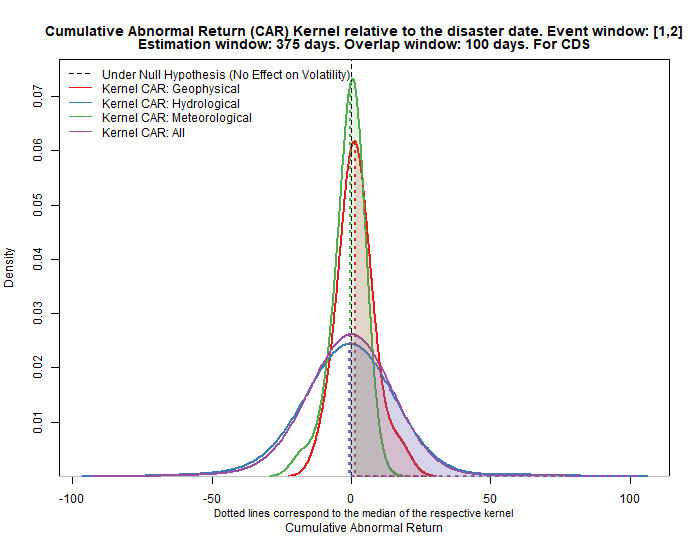 Cumulative Abnormal Return (CAR) Kernel relative to the disaster date. Event window: [1,2]
Estimation window: 375 days. Overlap window: 100 days. For CDS
Under Null Hypothesis (No Effect on Volatility)
Kernel CAR: Geophysical
Kernel CAR: Hydrological
Kernel CAR: Meteorological
Kernel CAR: All
Density
0.07
0.06
0.05
0.04
0.03
0.02
0.01
-100 -50 0 50 100
Dotted lines correspond to the median of the respective kernel
Cumulative Abnormal Return